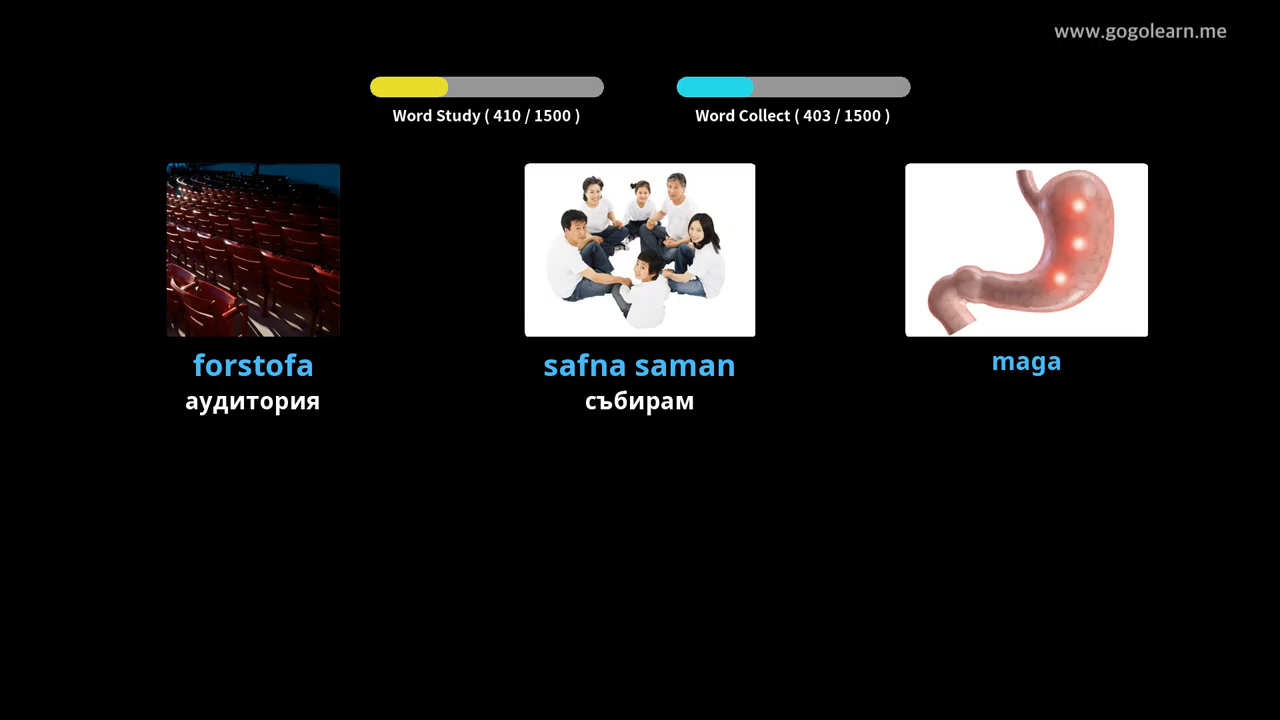 www.gogolearn.me
Word Study ( 410 / 1500 )
Word Collect ( 403 / 1500 )
forstofa
аудитория
safna saman
събирам
maga